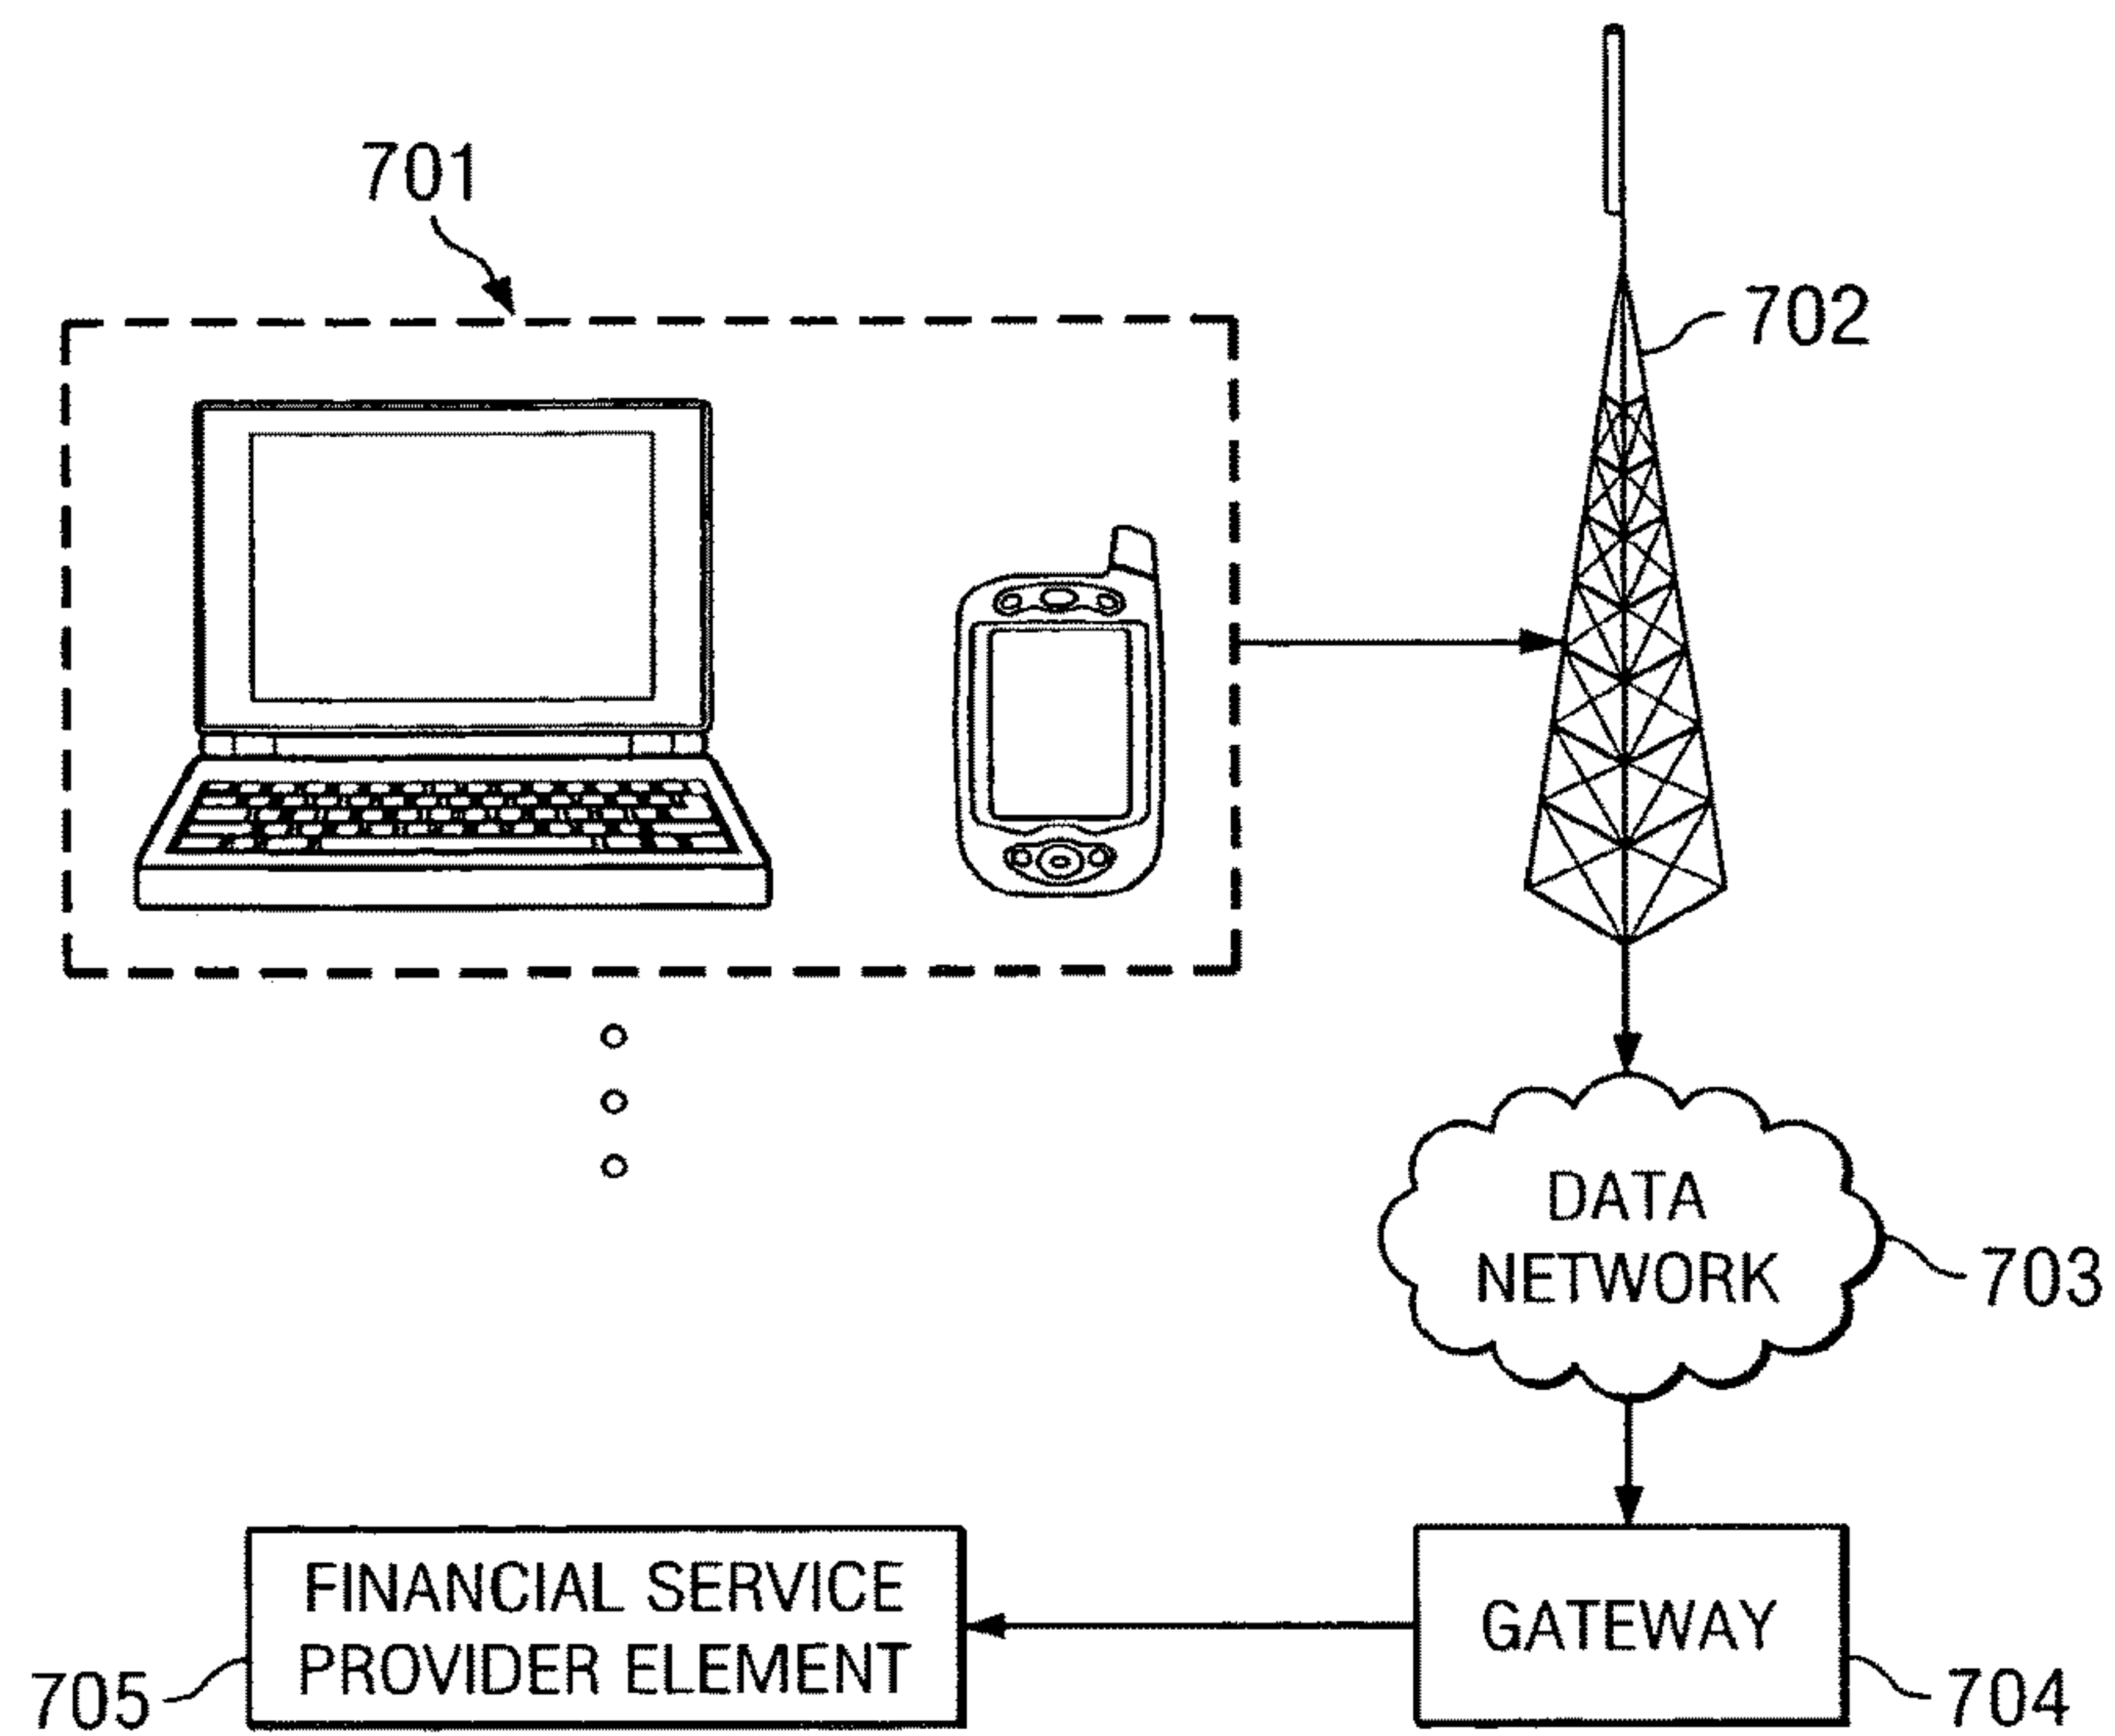 701
702
DATA
NETWORK
703
FINANCIAL SERVICE
PROVIDER ELEMENT
705
GATEWAY
704